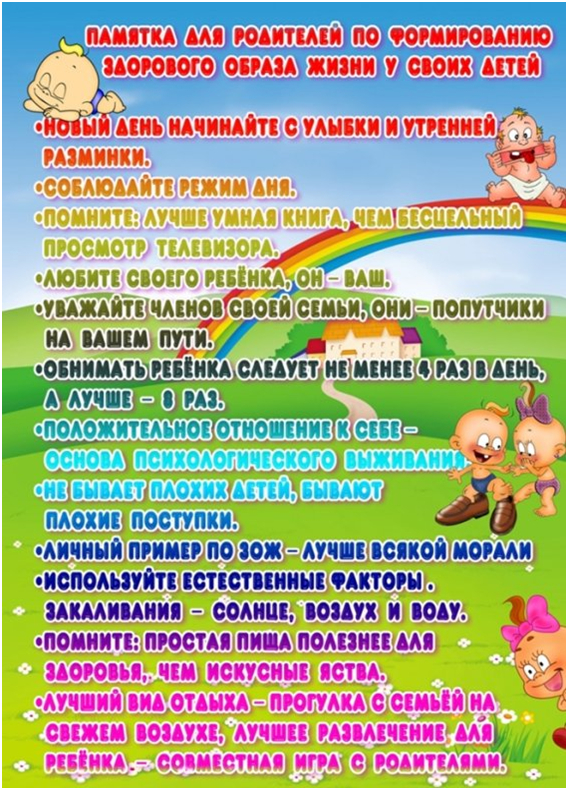 ПАМЯТКА ДЛЯ РОДИТЕЛЕЙ ПО ФОРМИРОВАНИЮ
ЗДОРОВОГО ОБРАЗА ЖИЗНИ У СВОИХ ДЕТЕЙ
•НОВЫЙ ДЕНЬ НАЧИНАЙТЕ С УЛЫБКИ И УТРЕННЕЙ
РАЗМИНКИ.
•СОБЛЮДАЙТЕ РЕЖИМ ДНЯ.
•ПОМНИТЕ: ЛУЧШЕ УМНАЯ КНИГА, ЧЕМ БЕСЦЕЛЬНЫЙ
ПРОСМОТР ТЕЛЕВИЗОРА.
•ЛЮБИТЕ СВОЕГО РЕБЁНКА, ОН – ВАШ.
•УВАЖАЙТЕ ЧЛЕНОВ СВОЕЙ СЕМЬИ, ОНИ – ПОПУТЧИКИ
НА ВАШЕМ ПУТИ.
•ОБНИМАТЬ РЕБЁНКА СЛЕДУЕТ НЕ МЕНЕЕ 4 РАЗ В ДЕНЬ,
А ЛУЧШЕ – 8 РАЗ.
•ПОЛОЖИТЕЛЬНОЕ ОТНОШЕНИЕ К СЕБЕ –
ОСНОВА ПСИХОЛОГИЧЕСКОГО ВЫЖИВАНИЯ
•НЕ БЫВАЕТ ПЛОХИХ ДЕТЕЙ, БЫВАЮТ
ПЛОХИЕ ПОСТУПКИ.
•ЛИЧНЫЙ ПРИМЕР ПО ЗОЖ – ЛУЧШЕ ВСЯКОЙ МОРАЛИ
•ИСПОЛЬЗУЙТЕ ЕСТЕСТВЕННЫЕ ФАКТОРЫ .
ЗАКАЛИВАНИЯ – СОЛНЦЕ, ВОЗДУХ И ВОДУ.
•ПОМНИТЕ: ПРОСТАЯ ПИЩА ПОЛЕЗНЕЕ ДЛЯ
ЗДОРОВЬЯ, ЧЕМ ИСКУСНЫЕ ЯСТВА.
•ЛУЧШИЙ ВИД ОТДЫХА – ПРОГУЛКА С СЕМЬЁЙ НА
СВЕЖЕМ ВОЗДУХЕ, ЛУЧШЕЕ РАЗВЛЕЧЕНИЕ ДЛЯ
РЕБЁНКА – СОВМЕСТНАЯ ИГРА С РОДИТЕЛЯМИ.